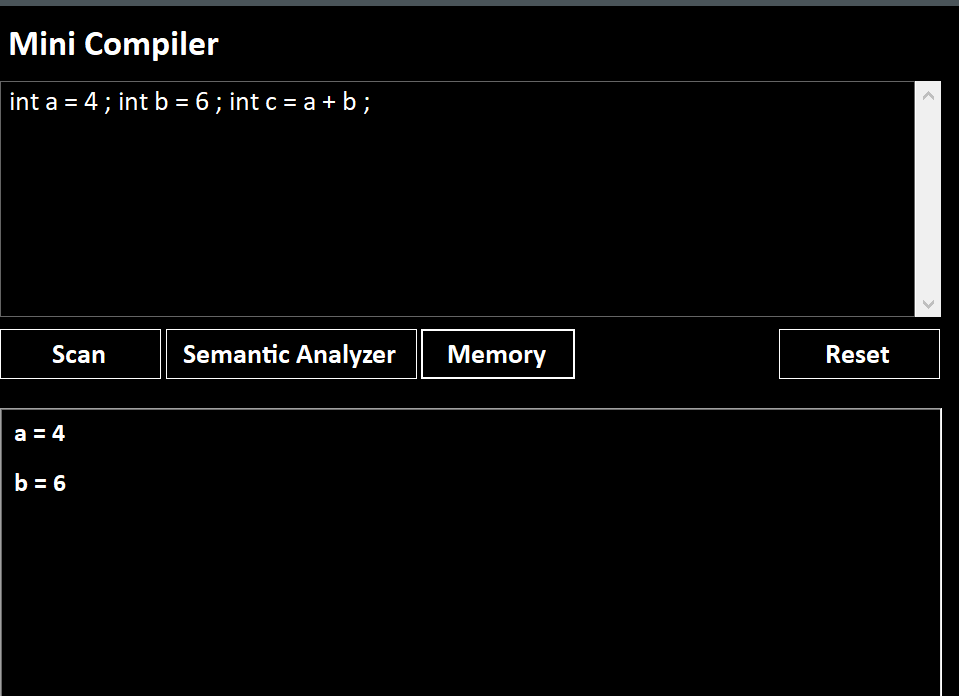 Mini Compiler
int a = 4 ; int b = 6 ; int c = a + b ;
Scan
Semantic Analyzer
Memory
Reset
a = 4
b = 6